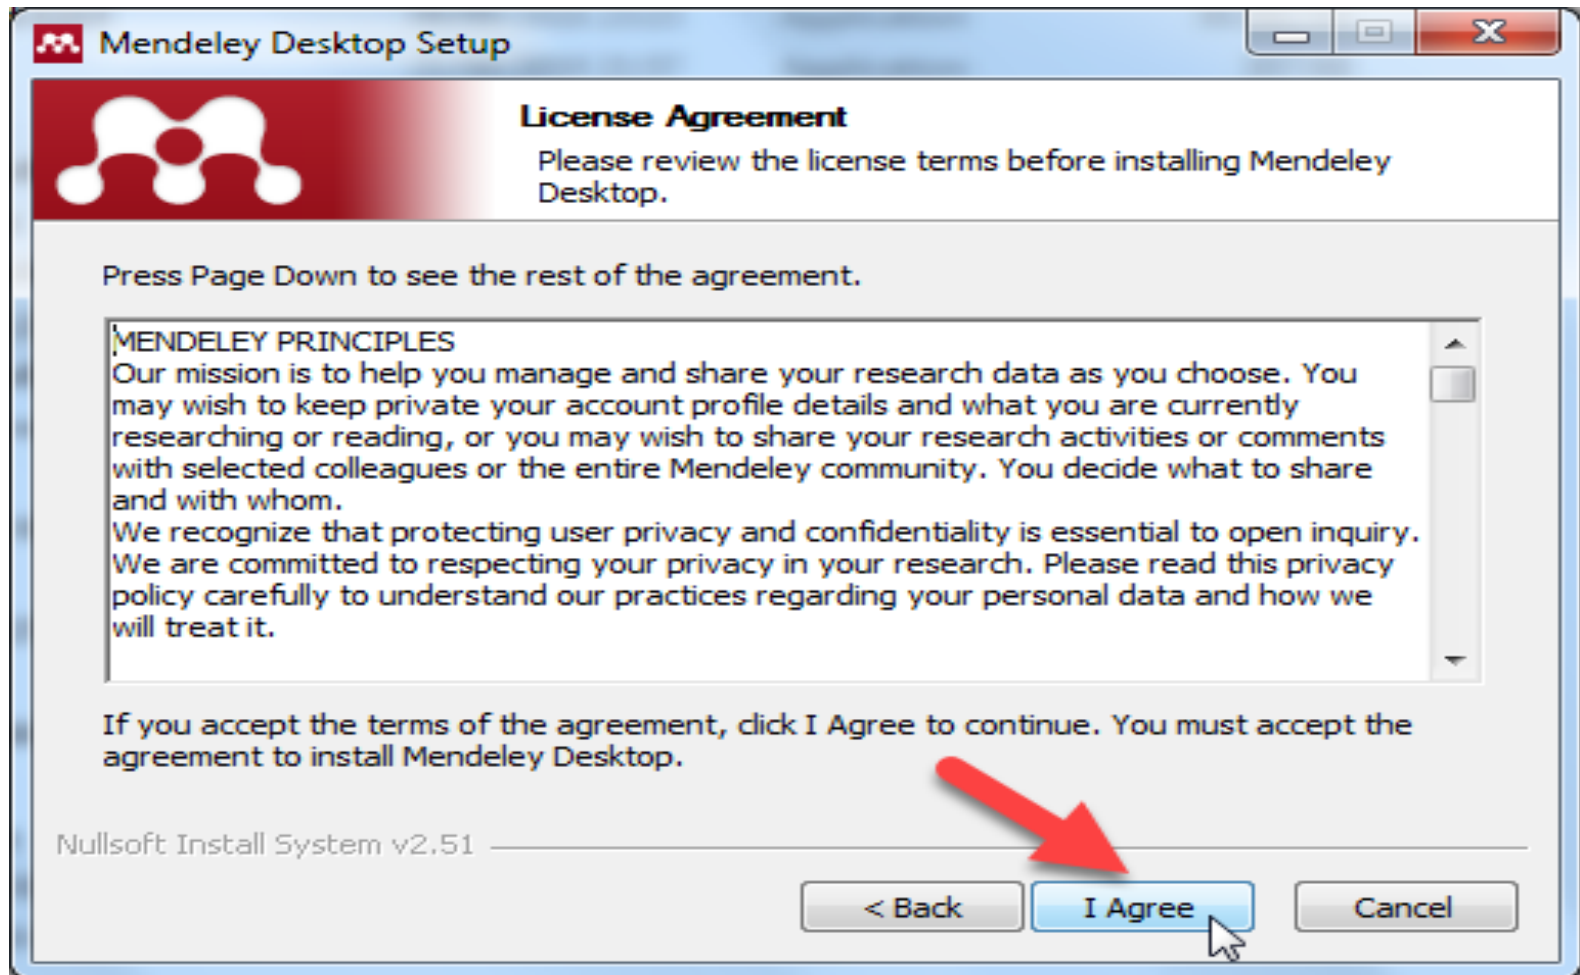 Mendeley Desktop Setup
License Agreement
Please review the license terms before installing Mendeley
Desktop.
Press Page Down to see the rest of the agreement.
MENDELEY PRINCIPLES
Our mission is to help you manage and share your research data as you choose. You
may wish to keep private your account profile details and what you are currently
researching or reading, or you may wish to share your research activities or comments
with selected colleagues or the entire Mendeley community. You decide what to share
and with whom.
We recognize that protecting user privacy and confidentiality is essential to open inquiry.
We are committed to respecting your privacy in your research. Please read this privacy
policy carefully to understand our practices regarding your personal data and how we
will treat it.
If you accept the terms of the agreement, click I Agree to continue. You must accept the
agreement to install Mendeley Desktop.
Nullsoft Install System v2.51
< Back
I Agree
Cancel